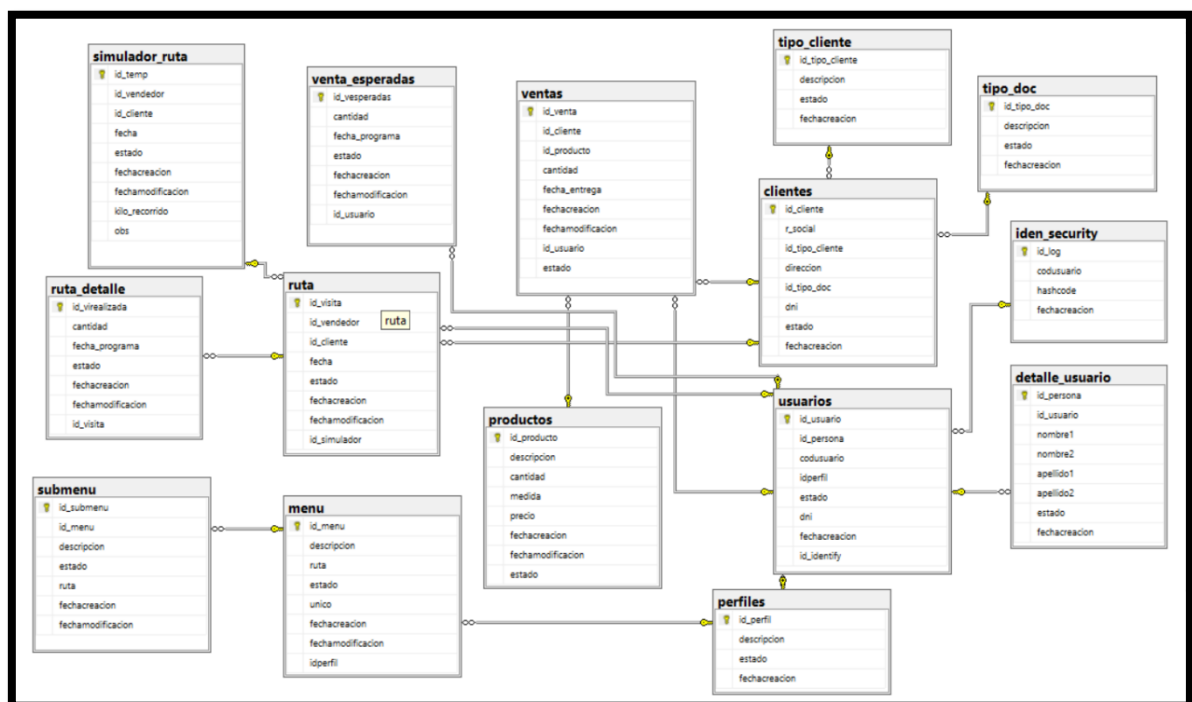 simulador_ruta
id_temp
id_vendedor
id_cliente
fecha
estado
fechacreacion
fechamodificacion
kilo_recorrido
obs
venta_esperadas
id_vesperadas
cantidad
fecha_programa
estado
fechacreacion
fechamodificacion
id_usuario
ventas
id_venta
id_cliente
id_producto
cantidad
fecha_entrega
fechacreacion
fechamodificacion
id_usuario
estado
tipo_cliente
id_tipo_cliente
descripcion
estado
fechacreacion
tipo_doc
id_tipo_doc
descripcion
estado
fechacreacion
clientes
id_cliente
r_social
id_tipo_cliente
direccion
id_tipo_doc
dni
estado
fechacreacion
iden_security
id_log
codusuario
hashcode
fechacreacion
ruta_detalle
id_virealizada
cantidad
fecha_programa
estado
fechacreacion
fechamodificacion
id_visita
ruta
id_visita
id_vendedor
id_cliente
fecha
estado
fechacreacion
fechamodificacion
id_simulador
ruta
productos
id_producto
descripcion
cantidad
medida
precio
fechacreacion
fechamodificacion
estado
usuarios
id_usuario
id_persona
codusuario
idperfil
estado
dni
fechacreacion
id_identify
detalle_usuario
id_persona
id_usuario
nombre1
nombre2
apellido1
apellido2
estado
fechacreacion
submenu
id_submenu
id_menu
descripcion
estado
ruta
fechacreacion
fechamodificacion
menu
id_menu
descripcion
ruta
estado
unico
fechacreacion
fechamodificacion
idperfil
perfiles
id_perfil
descripcion
estado
fechacreacion